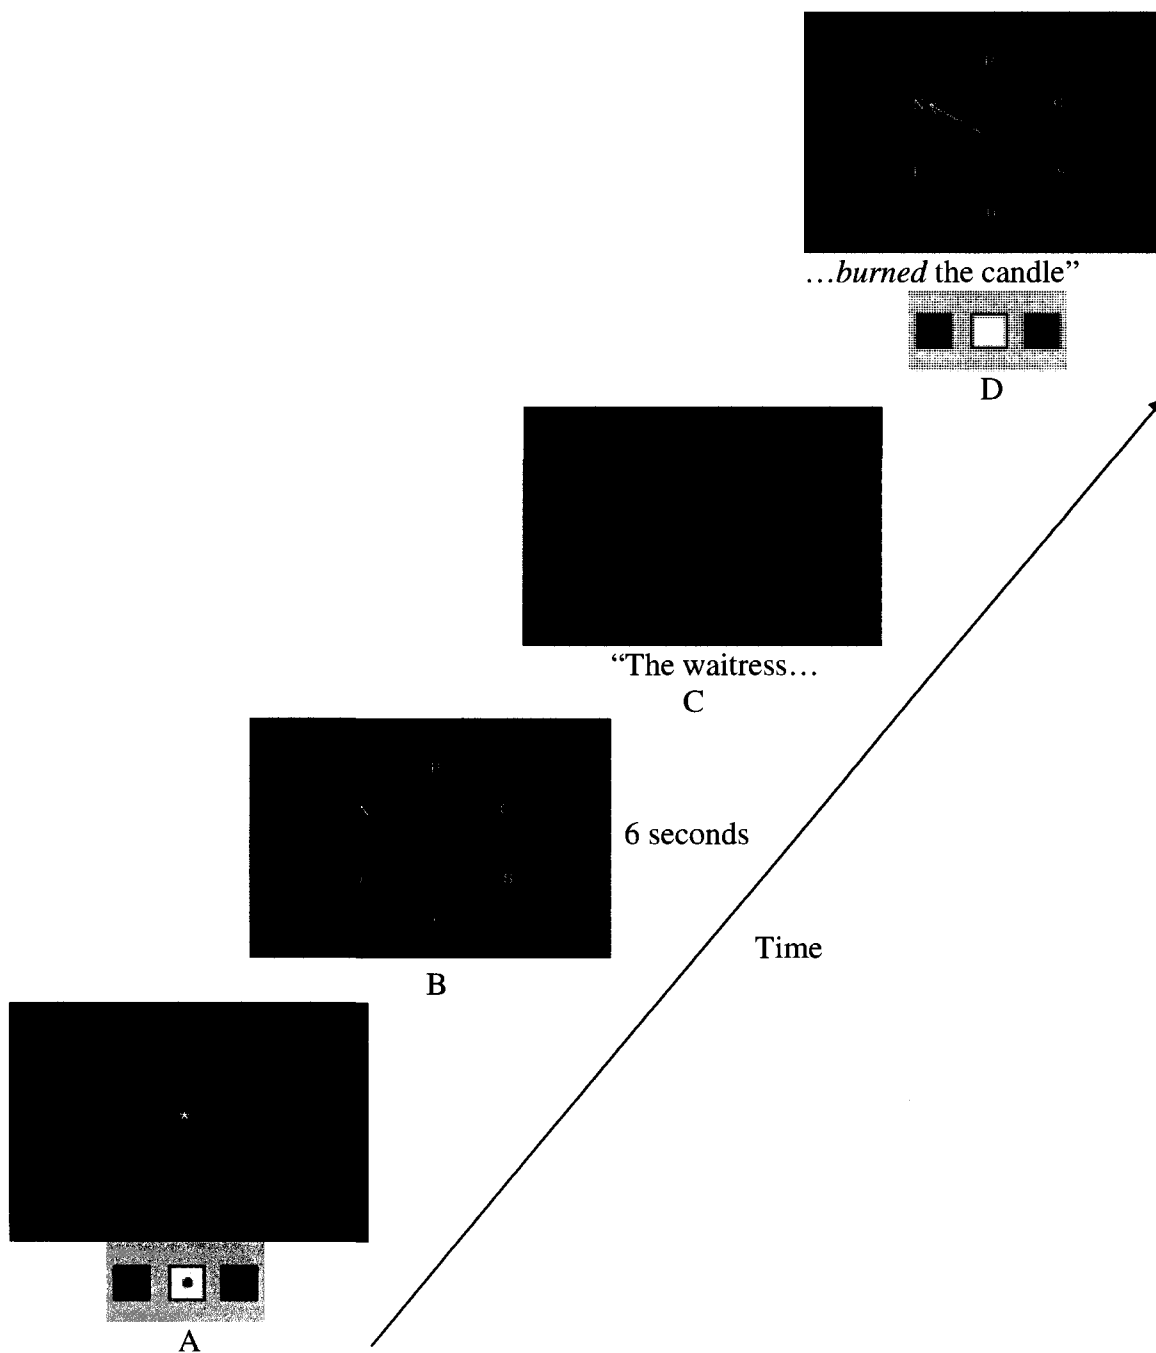 …burned the candle”
D
“The waitress…
C
P
S
6 seconds
B
Time
*
A